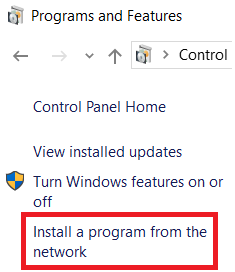 Programs and Features
Control
Control Panel Home
View installed updates
Turn Windows features on or
off
Install a program from the
network